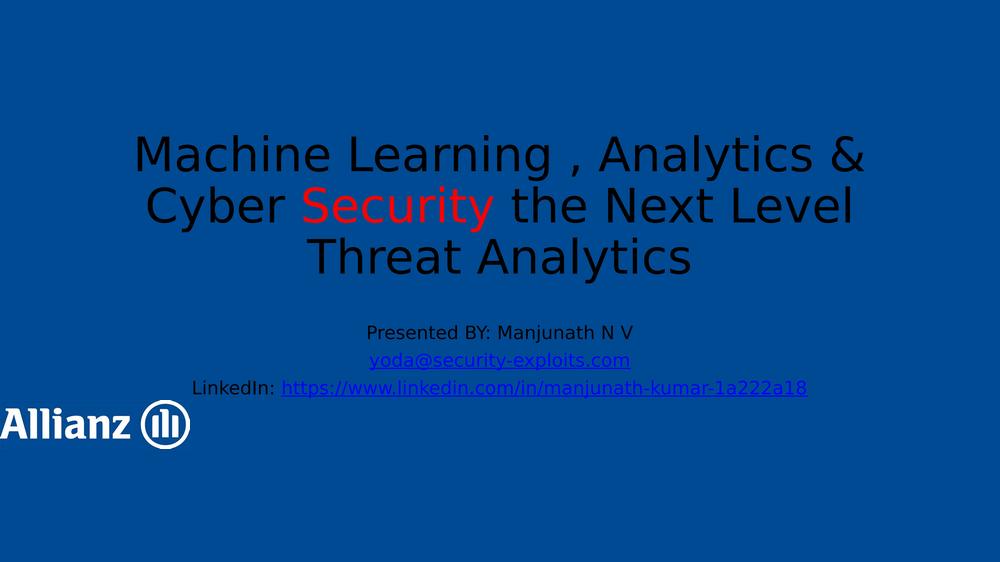 Machine Learning , Analytics &
Cyber Security the Next Level
Threat Analytics
Presented BY: Manjunath N V
yoda@security-exploits.com
LinkedIn: https://www.linkedin.com/in/manjunath-kumar-1a222a18
Allianz